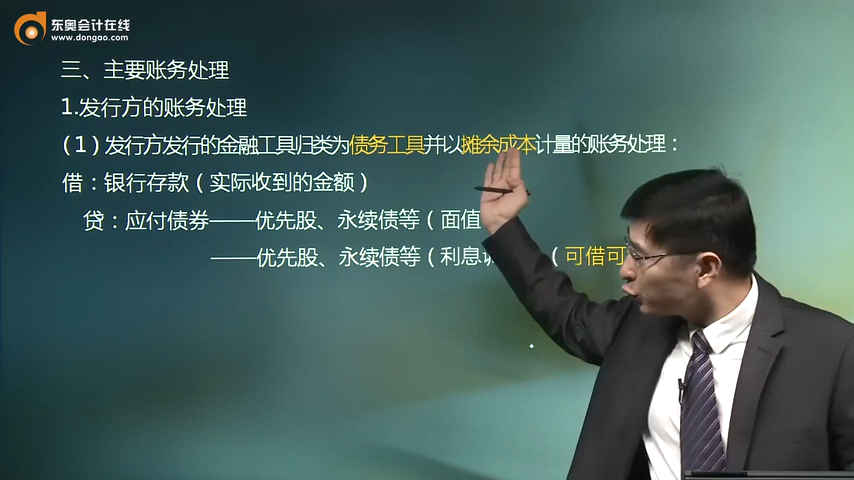 东奥会计在线
www.dongao.com
三、主要账务处理
1.发行方的账务处理
(1)发行方发行的金融工具归类为债务工具并以摊余成本计量的账务处理：
借：银行存款(实际收到的金额)
贷：应付债券——优先股、永续债等(面值
——优先股、永续债等(利息 (可借可